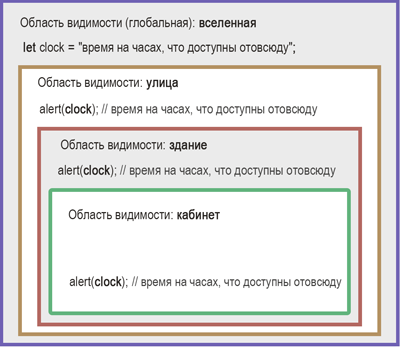 Область видимости (глобальная): вселенная
let clock = "время на часах, что доступны отовсюду";
Область видимости: улица
alert(clock); // время на часах, что доступны отовсюду
Область видимости: здание
alert(clock); // время на часах, что доступны отовсюду
Область видимости: кабинет
alert(clock); // время на часах, что доступны отовсюду